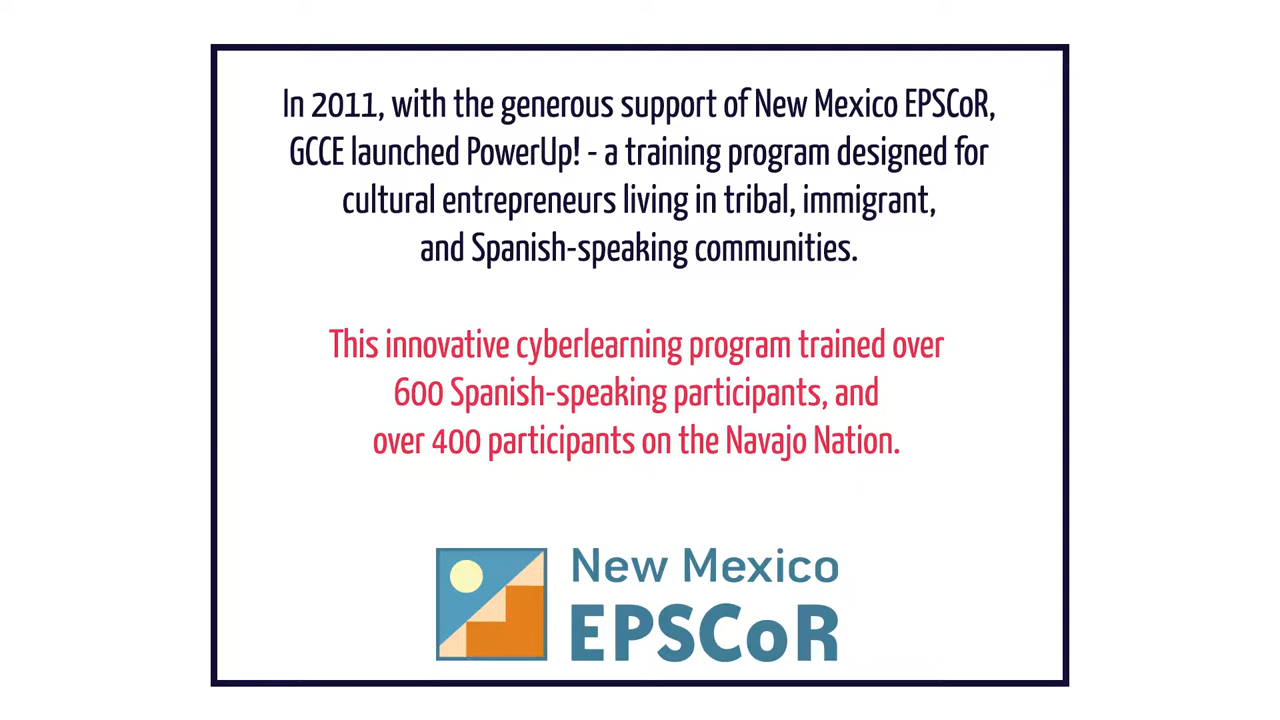 In 2011, with the generous support of New Mexico EPSCoR,
GCCE launched PowerUp! - a training program designed for
cultural entrepreneurs living in tribal, immigrant,
and Spanish-speaking communities.
This innovative cyberlearning program trained over
600 Spanish-speaking participants, and
over 400 participants on the Navajo Nation.
New Mexico
EPSCoR